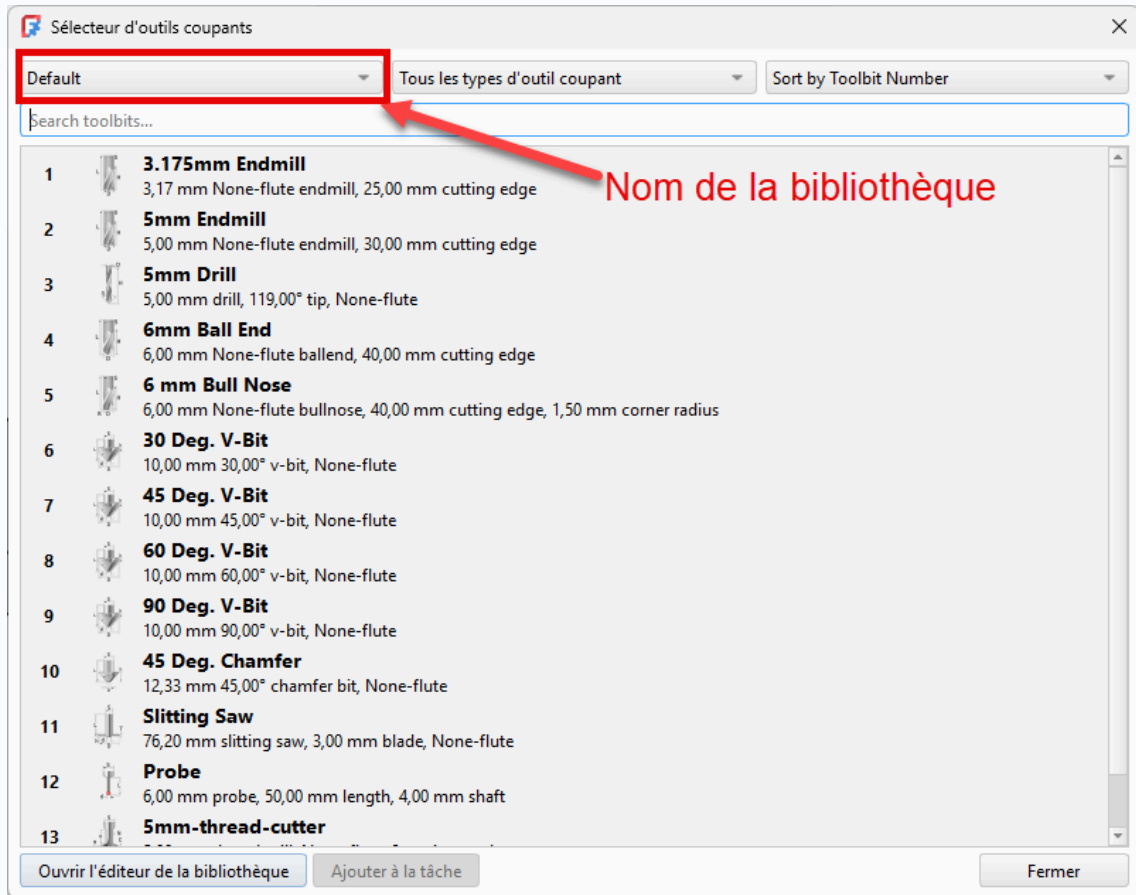 Sélecteur d'outils coupants
Default
Tous les types d'outil coupant
Sort by Toolbit Number
Search toolbits...
Nom de la bibliothèque
1
3.175mm Endmill
3,17 mm None-flute endmill, 25,00 mm cutting edge
2
5mm Endmill
5,00 mm None-flute endmill, 30,00 mm cutting edge
3
5mm Drill
5,00 mm drill, 119,00° tip, None-flute
4
6mm Ball End
6,00 mm None-flute ballend, 40,00 mm cutting edge
5
6 mm Bull Nose
6,00 mm None-flute bullnose, 40,00 mm cutting edge, 1,50 mm corner radius
6
30 Deg. V-Bit
10,00 mm 30,00° v-bit, None-flute
7
45 Deg. V-Bit
10,00 mm 45,00° v-bit, None-flute
8
60 Deg. V-Bit
10,00 mm 60,00° v-bit, None-flute
9
90 Deg. V-Bit
10,00 mm 90,00° v-bit, None-flute
10
45 Deg. Chamfer
12,33 mm 45,00° chamfer bit, None-flute
11
Slitting Saw
76,20 mm slitting saw, 3,00 mm blade, None-flute
12
Probe
6,00 mm probe, 50,00 mm length, 4,00 mm shaft
13
5mm-thread-cutter
Ouvrir l'éditeur de la bibliothèque
Ajouter à la tâche
Fermer